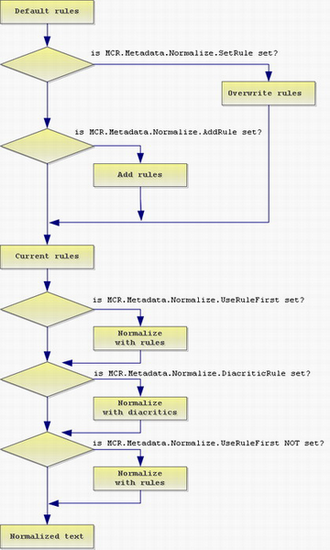 Default rules
is MCR.Metadata.Normalize.SetRule set?
Overwrite rules
is MCR.Metadata.Normalize.AddRule set?
Add rules
Current rules
is MCR.Metadata.Normalize.UseRuleFirst set?
Normalize
with rules
is MCR.Metadata.Normalize.DiacriticRule set?
Normalize
with diacritics
is MCR.Metadata.Normalize.UseRuleFirst NOT set?
Normalize
with rules
Normalized text